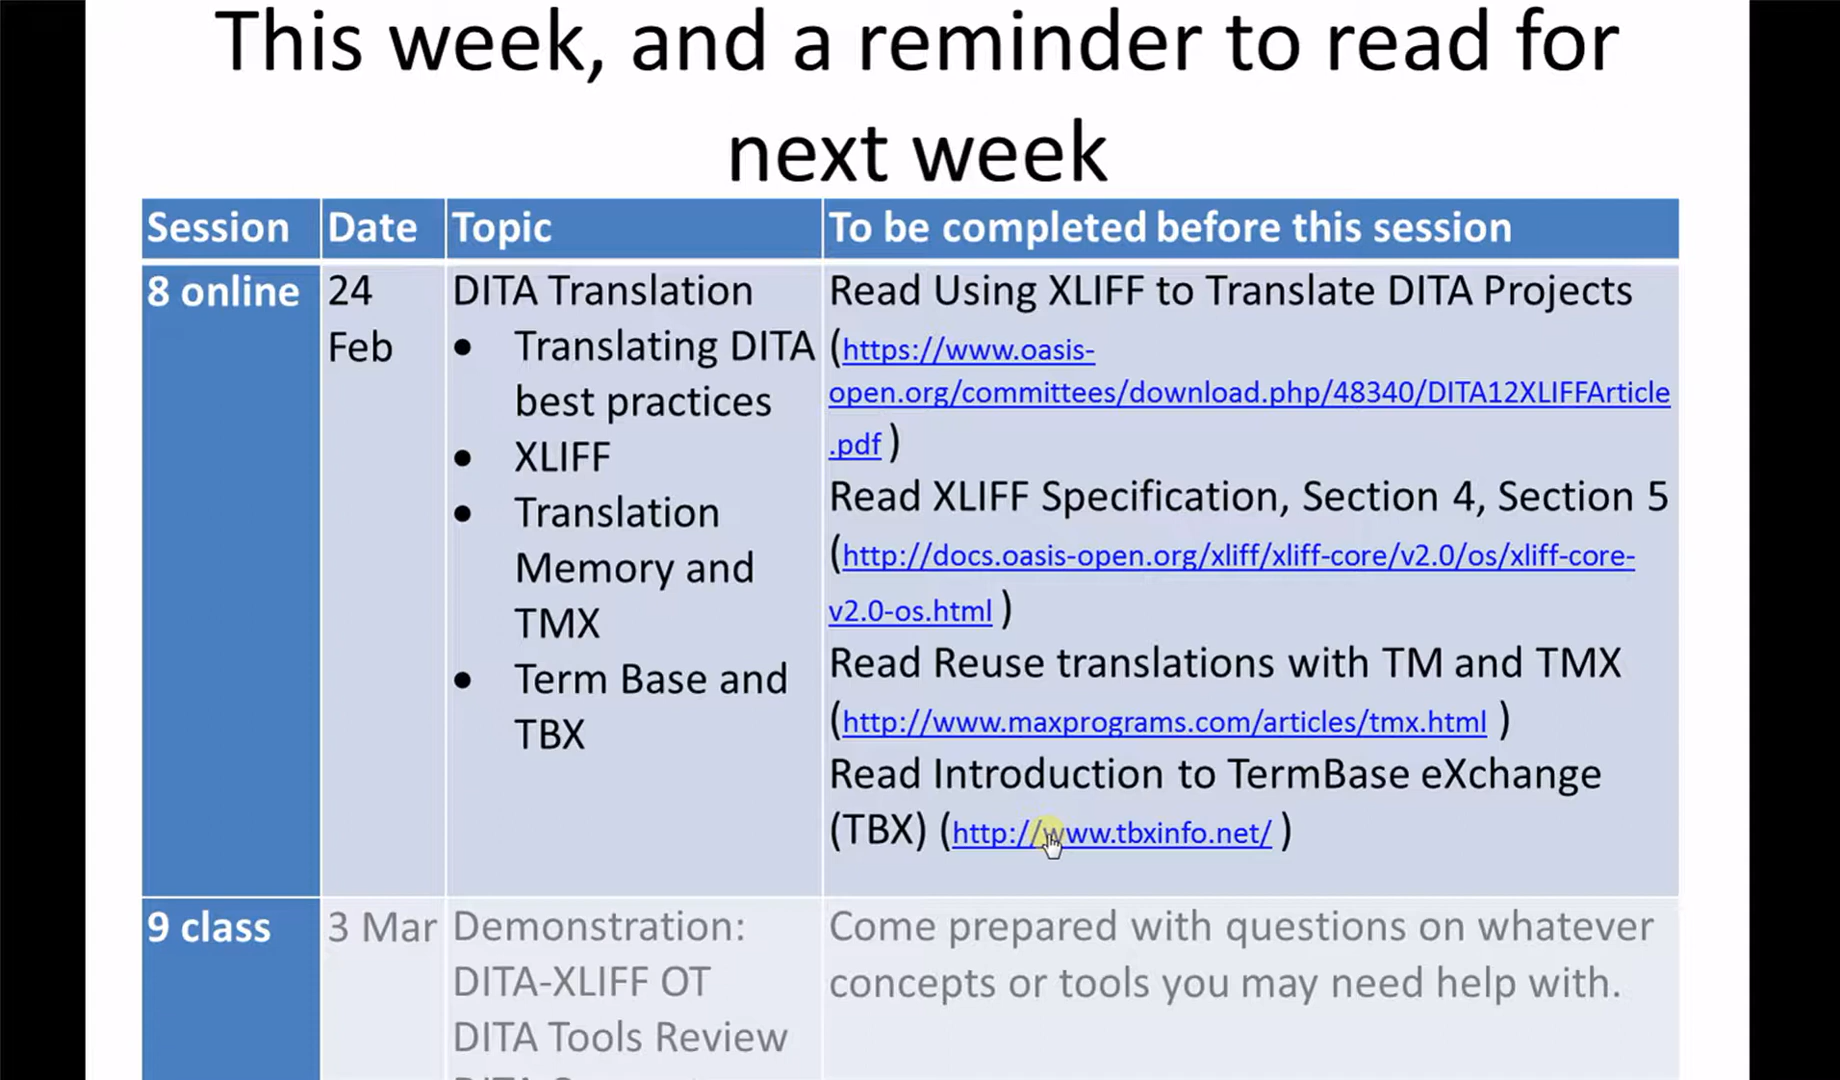 This week, and a reminder to read for
next week
Session
Date
Topic
To be completed before this session
8 online
24
Feb
DITA Translation
• Translating DITA
best practices
• XLIFF
• Translation
Memory and
TMX
• Term Base and
TBX
Read Using XLIFF to Translate DITA Projects
(https://www.oasis-
open.org/committees/download.php/48340/DITA12XLIFFArticle
.pdf )
Read XLIFF Specification, Section 4, Section 5
(http://docs.oasis-open.org/xliff/xliff-core/v2.0/os/xliff-core-
v2.0-os.html )
Read Reuse translations with TM and TMX
(http://www.maxprograms.com/articles/tmx.html )
Read Introduction to TermBase eXchange
(TBX) (http://www.tbxinfo.net/ )
9 class
3 Mar
Demonstration:
DITA-XLIFF OT
DITA Tools Review
Come prepared with questions on whatever
concepts or tools you may need help with.